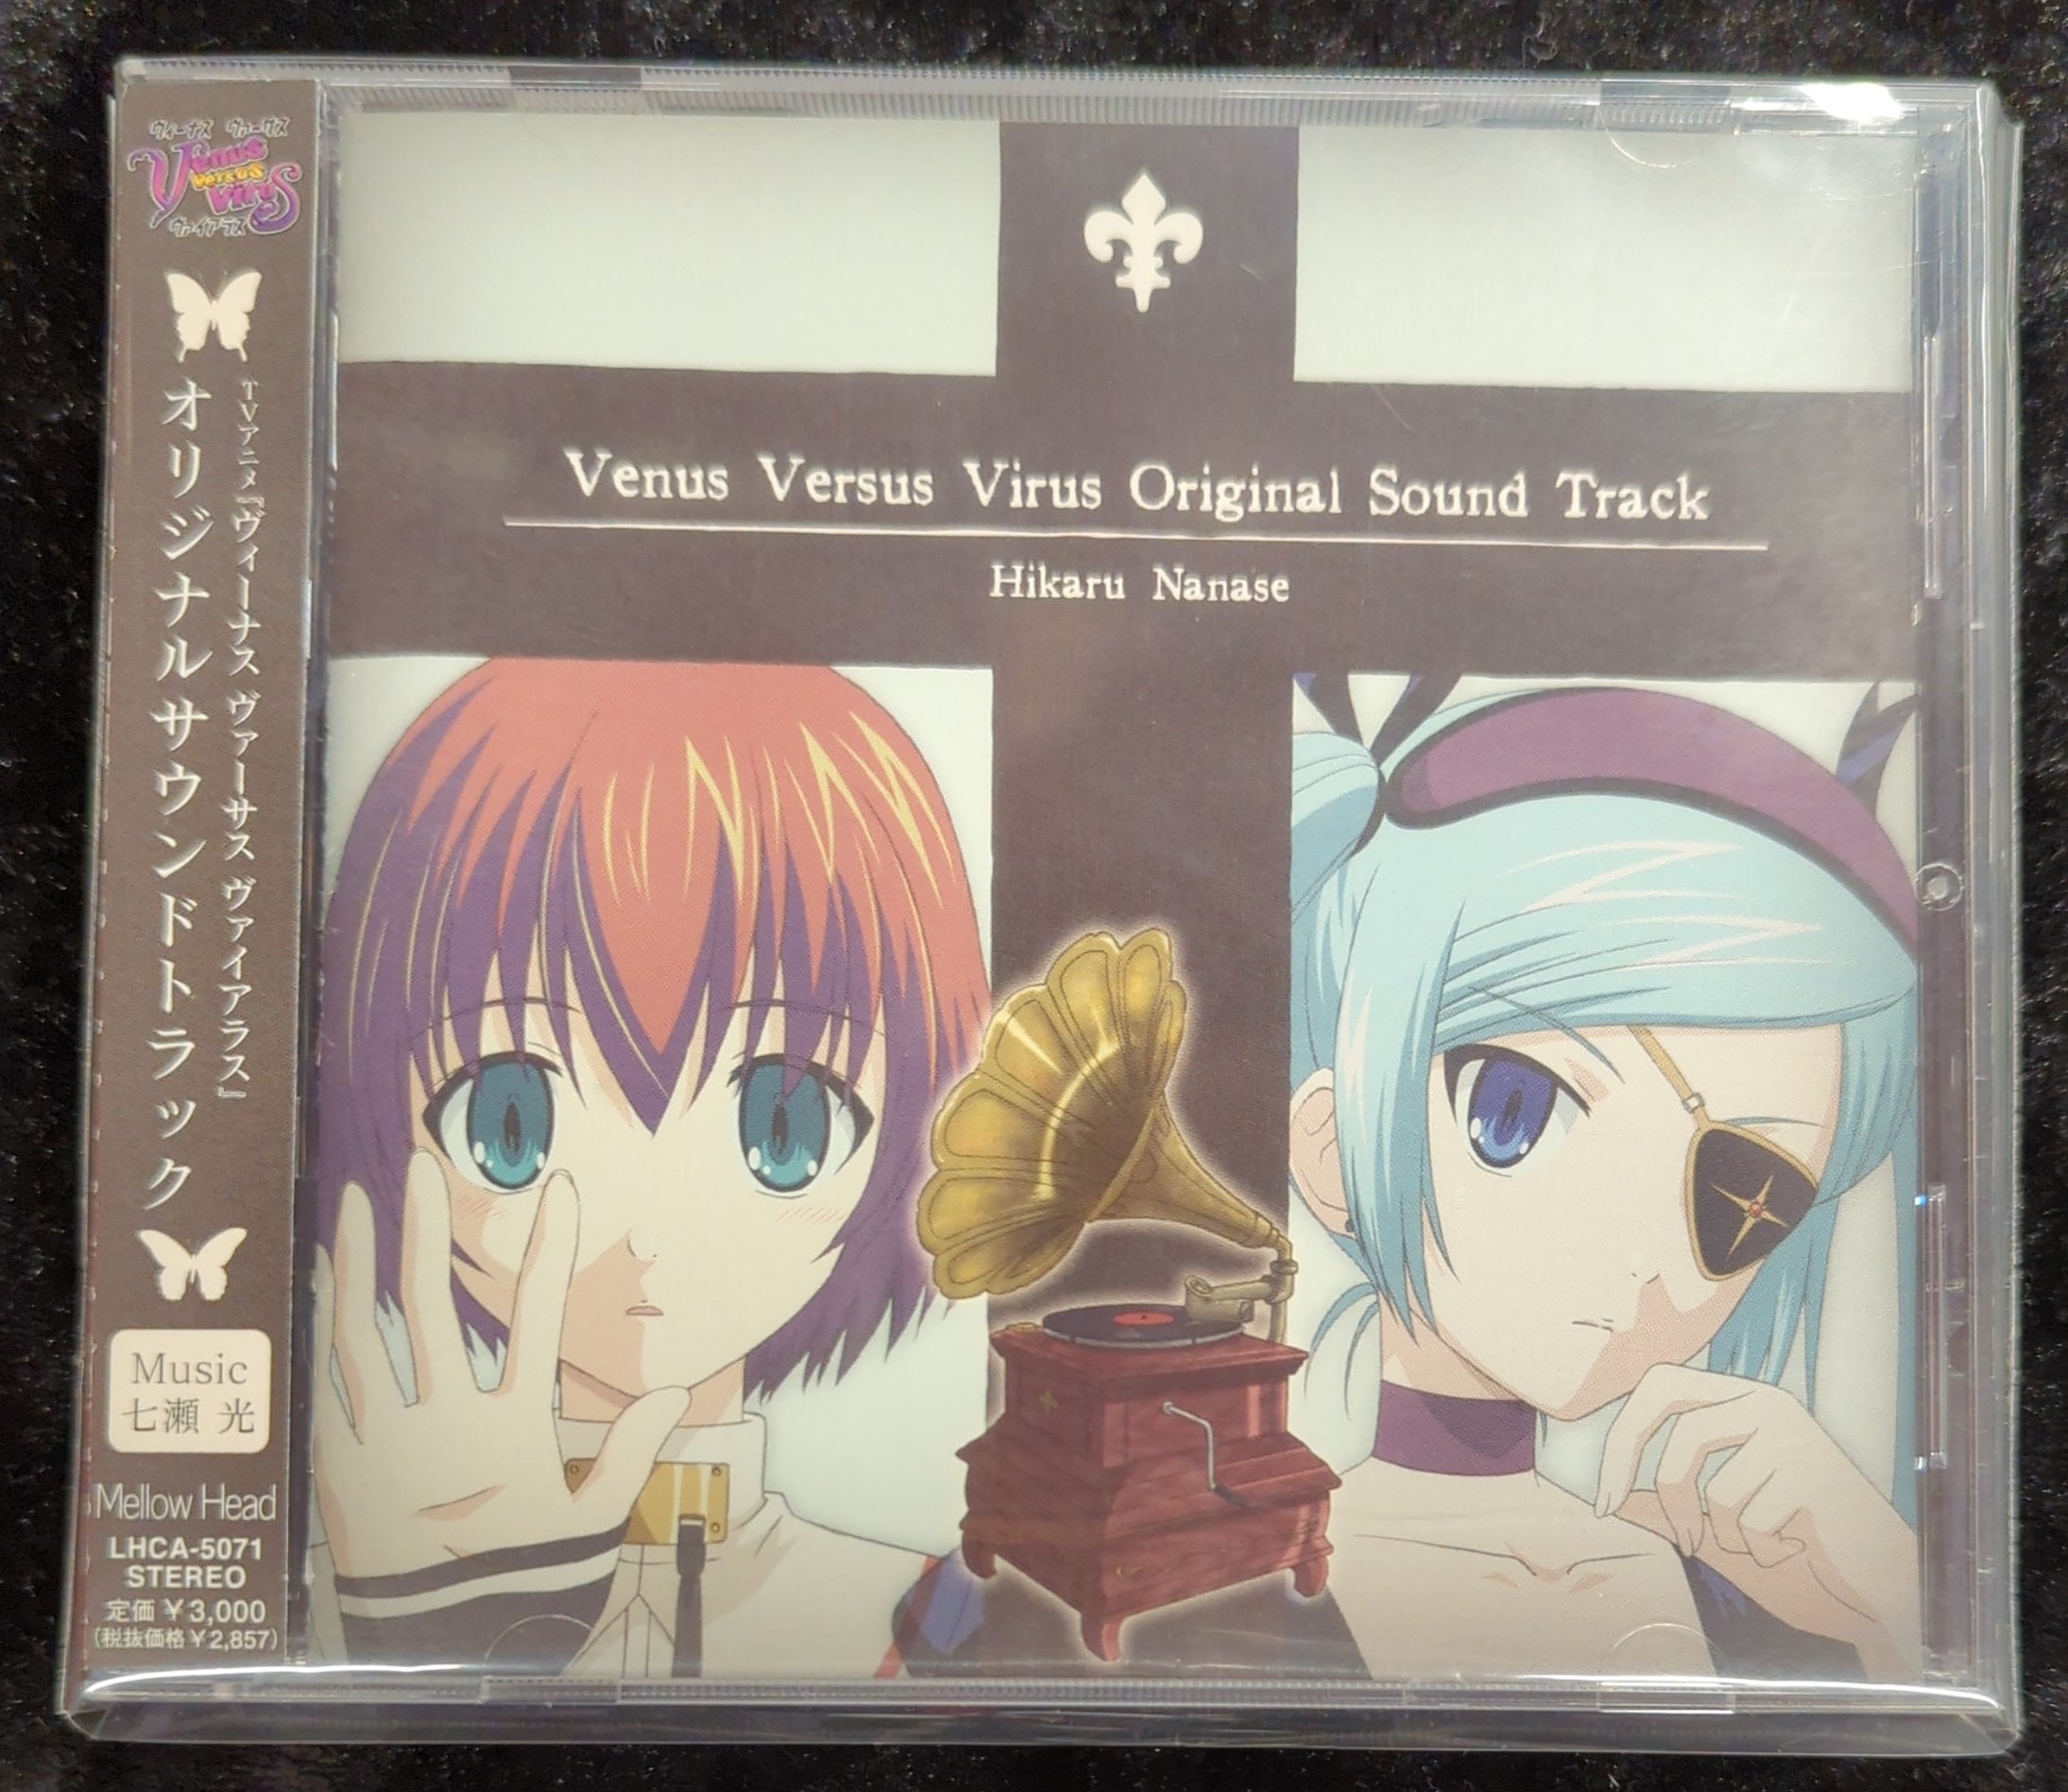 ヴィーナス ヴァーサス
Venus
Versus
Virus
ヴァイアラス
TVアニメ『ヴィーナス ヴァーサス ヴァイアラス』
オリジナルサウンドトラック
Music
七瀬 光
Mellow Head
LHCA-5071
STEREO
定価 ¥3,000
(税抜価格¥2,857)
Venus Versus Virus Original Sound Track
Hikaru Nanase